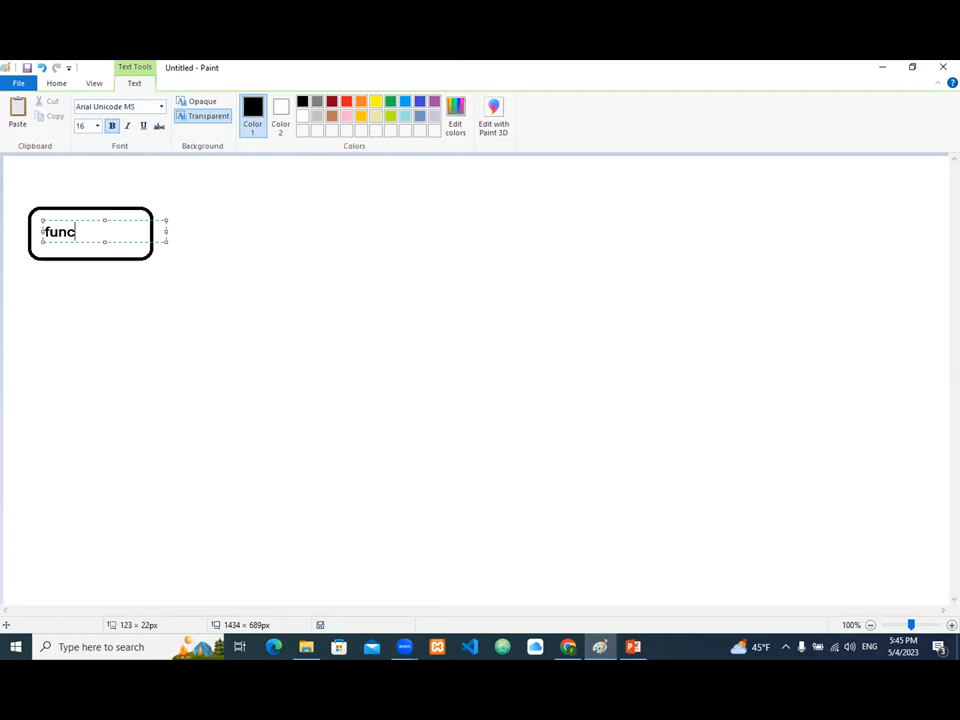 Text Tools
Untitled - Paint
File
Home
View
Text
Paste
Cut
Copy
Clipboard
Arial Unicode MS
16
B
I
U
abc
Font
Opaque
Transparent
Background
Color 1
Color 2
Edit colors
Colors
Edit with Paint 3D
func
123 × 22px
1434 × 689px
100%
Type here to search
zoom
45°F
ENG
5:45 PM
5/4/2023
3